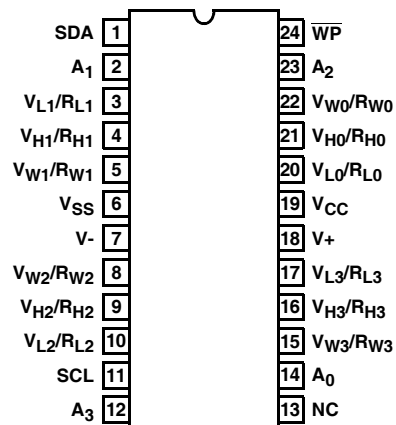 SDA 1 24 W̅P̅
A1 2 23 A2
VL1/RL1 3 22 VW0/RW0
VH1/RH1 4 21 VH0/RH0
VW1/RW1 5 20 VL0/RL0
VSS 6 19 VCC
V- 7 18 V+
VW2/RW2 8 17 VL3/RL3
VH2/RH2 9 16 VH3/RH3
VL2/RL2 10 15 VW3/RW3
SCL 11 14 A0
A3 12 13 NC